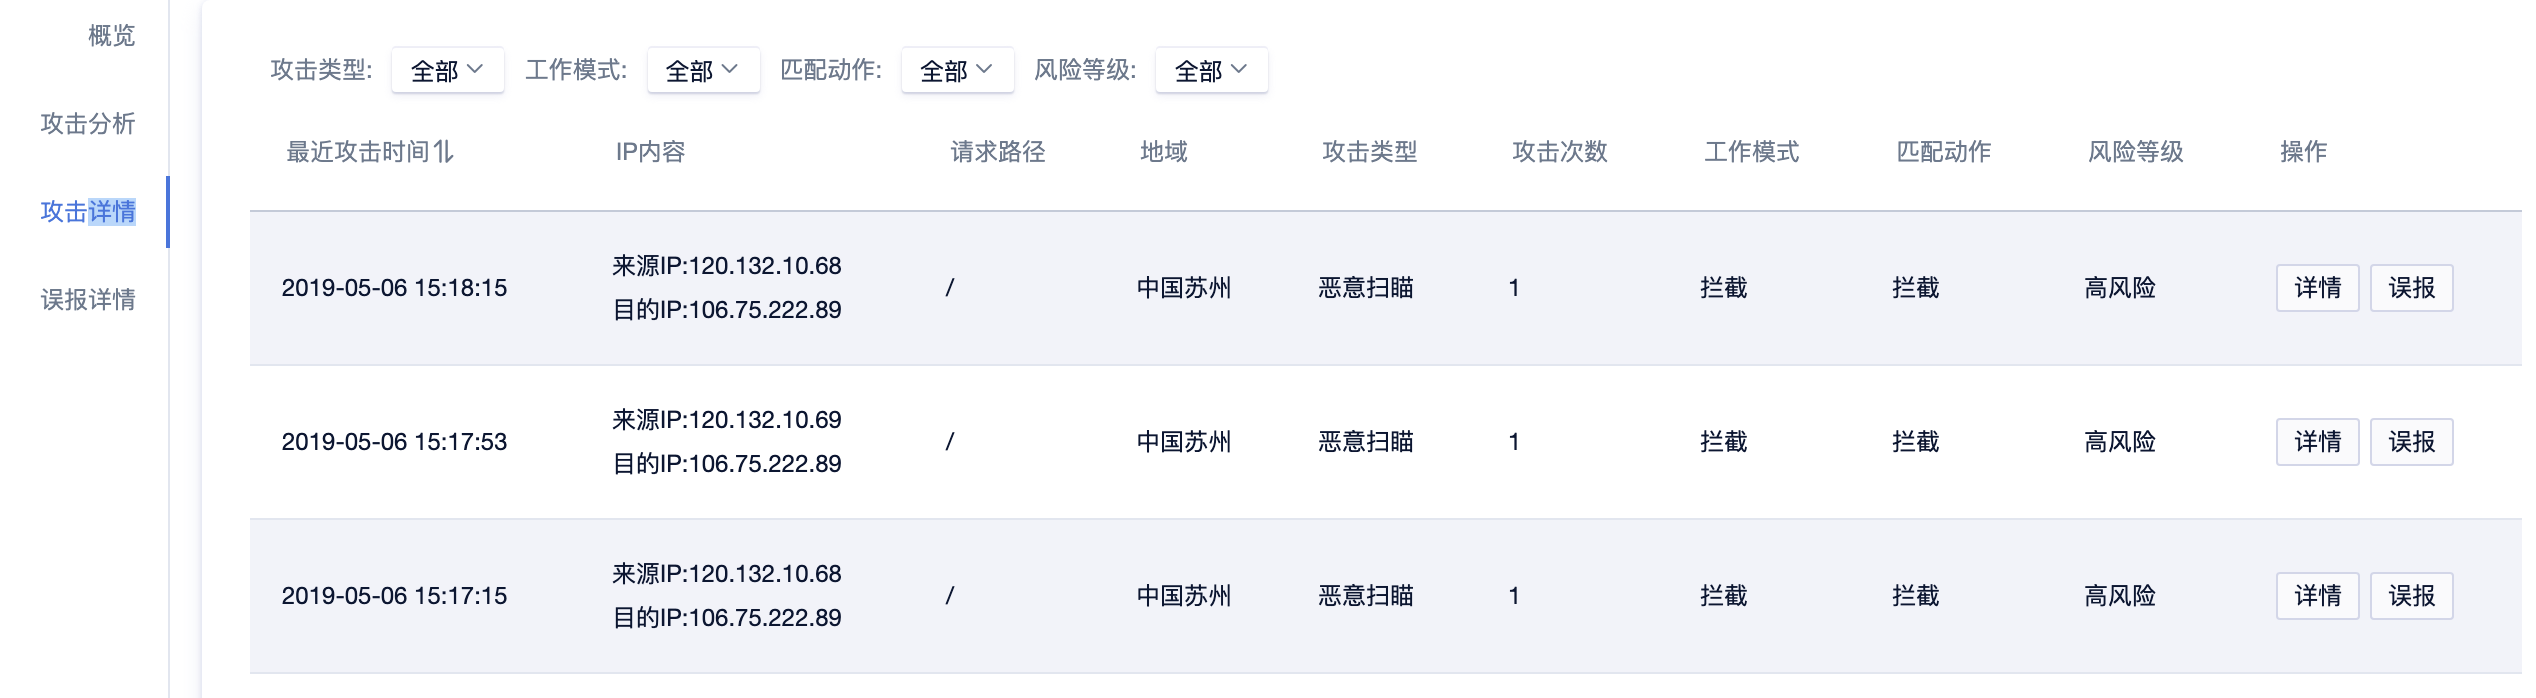 概览
攻击分析
攻击详情
误报详情
攻击类型: 全部 工作模式: 全部 匹配动作: 全部 风险等级: 全部
最近攻击时间 IP内容 请求路径 地域 攻击类型 攻击次数 工作模式 匹配动作 风险等级 操作
来源IP:120.132.10.68
2019-05-06 15:18:15 / 中国苏州 恶意扫瞄 1 拦截 拦截 高风险 详情 误报
目的IP:106.75.222.89
来源IP:120.132.10.69
2019-05-06 15:17:53 / 中国苏州 恶意扫瞄 1 拦截 拦截 高风险 详情 误报
目的IP:106.75.222.89
来源IP:120.132.10.68
2019-05-06 15:17:15 / 中国苏州 恶意扫瞄 1 拦截 拦截 高风险 详情 误报
目的IP:106.75.222.89